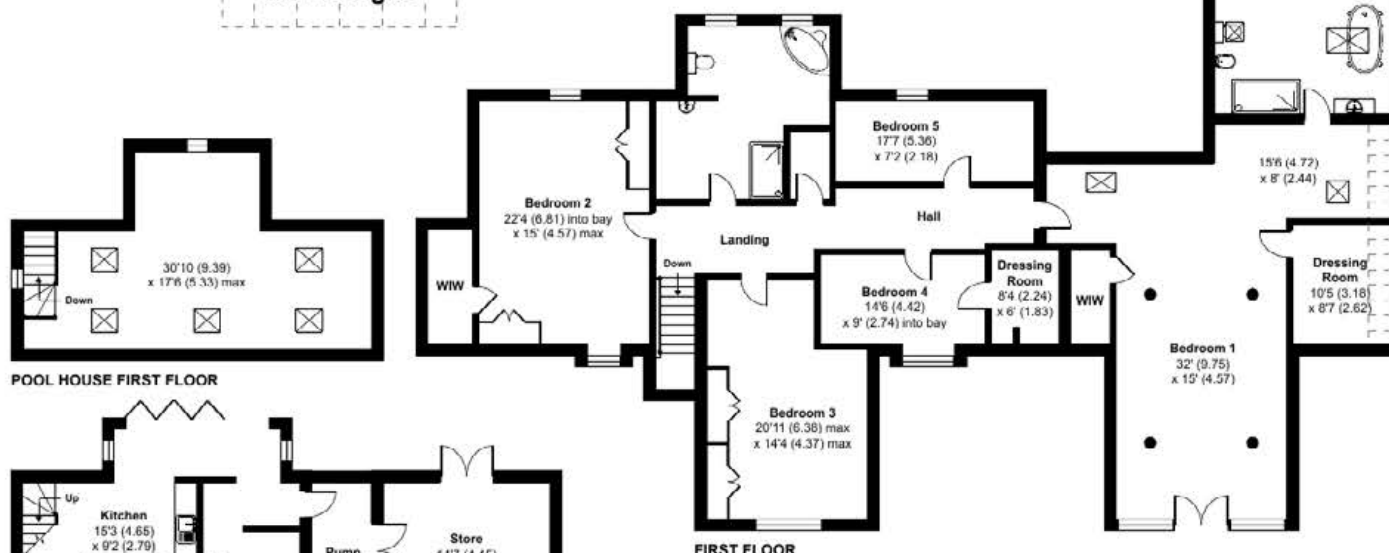 Bedroom 5
17'7 (5.36)
x 7'2 (2.18)
15'6 (4.72)
x 8' (2.44)
Bedroom 2
22'4 (6.81) into bay
x 15' (4.57) max
Hall
Landing
30'10 (9.39)
x 17'6 (5.33) max
Down
WIW
Down
Bedroom 4
14'6 (4.42)
x 9' (2.74) into bay
Dressing
Room
8'4 (2.24)
x 6' (1.83)
WIW
Dressing
Room
10'5 (3.18)
x 8'7 (2.62)
Bedroom 1
32' (9.75)
x 15' (4.57)
POOL HOUSE FIRST FLOOR
Bedroom 3
20'11 (6.38) max
x 14'4 (4.37) max
Up
Kitchen
15'3 (4.65)
x 9'2 (2.79)
Pump
Store
FIRST FLOOR